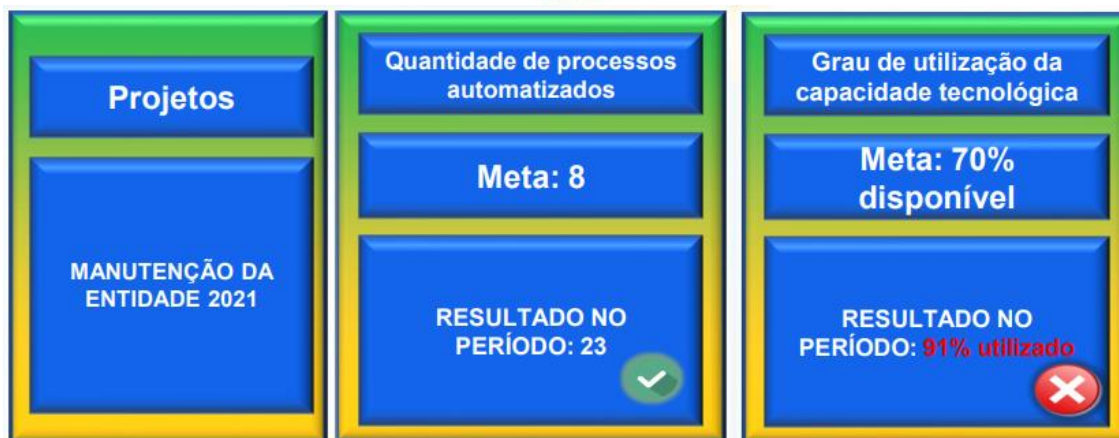 Projetos
MANUTENÇÃO DA
ENTIDADE 2021
Quantidade de processos
automatizados
Meta: 8
RESULTADO NO
PERÍODO: 23
Grau de utilização da
capacidade tecnológica
Meta: 70%
disponível
RESULTADO NO
PERÍODO: 91% utilizado